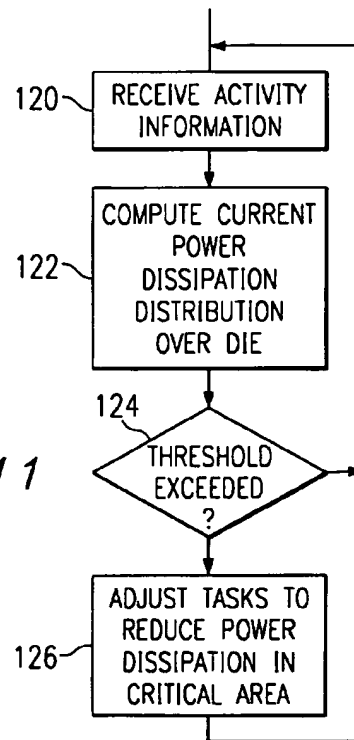 120
RECEIVE ACTIVITY
INFORMATION
122
COMPUTE CURRENT
POWER
DISSIPATION
DISTRIBUTION
OVER DIE
124
11
THRESHOLD
EXCEEDED
?
126
ADJUST TASKS TO
REDUCE POWER
DISSIPATION IN
CRITICAL AREA